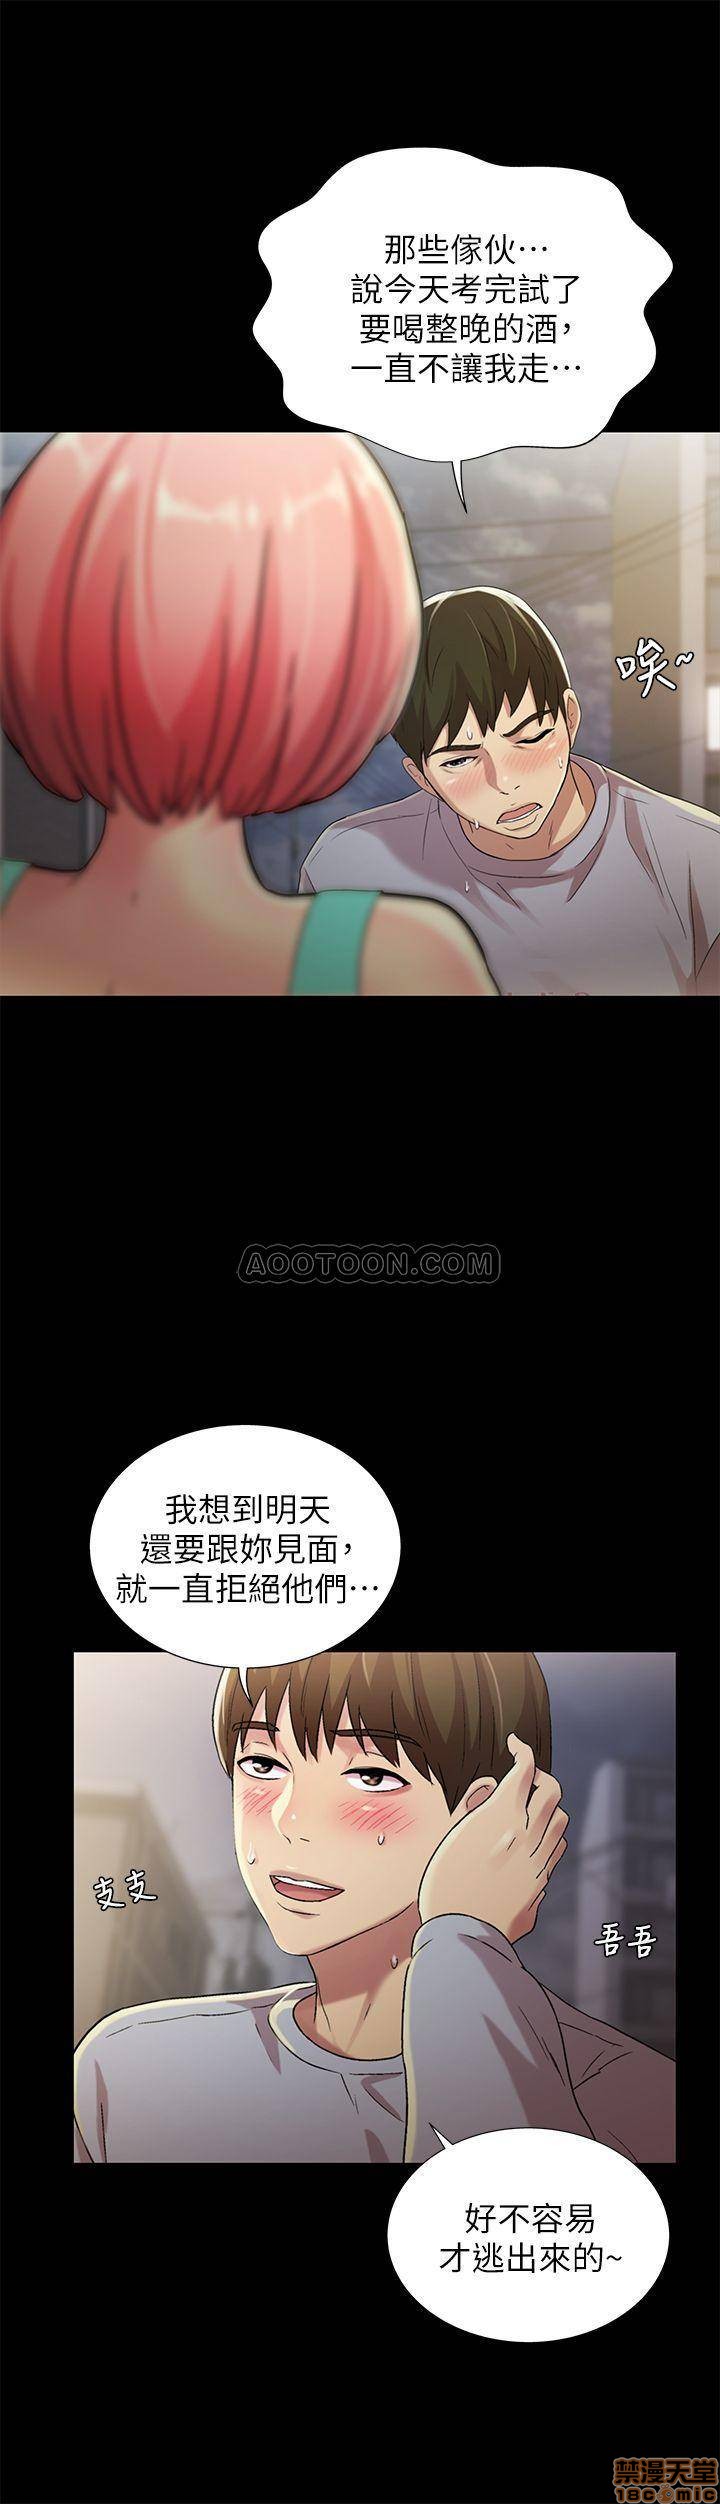 那些傢伙⋯
說今天考完試了
要喝整晚的酒，
一直不讓我走⋯
唉~
AOOTOON.COM
我想到明天
還要跟妳見面，
就一直拒絕他們⋯
支支
吾吾
好不容易
才逃出來的~
禁漫天堂
18c.mic